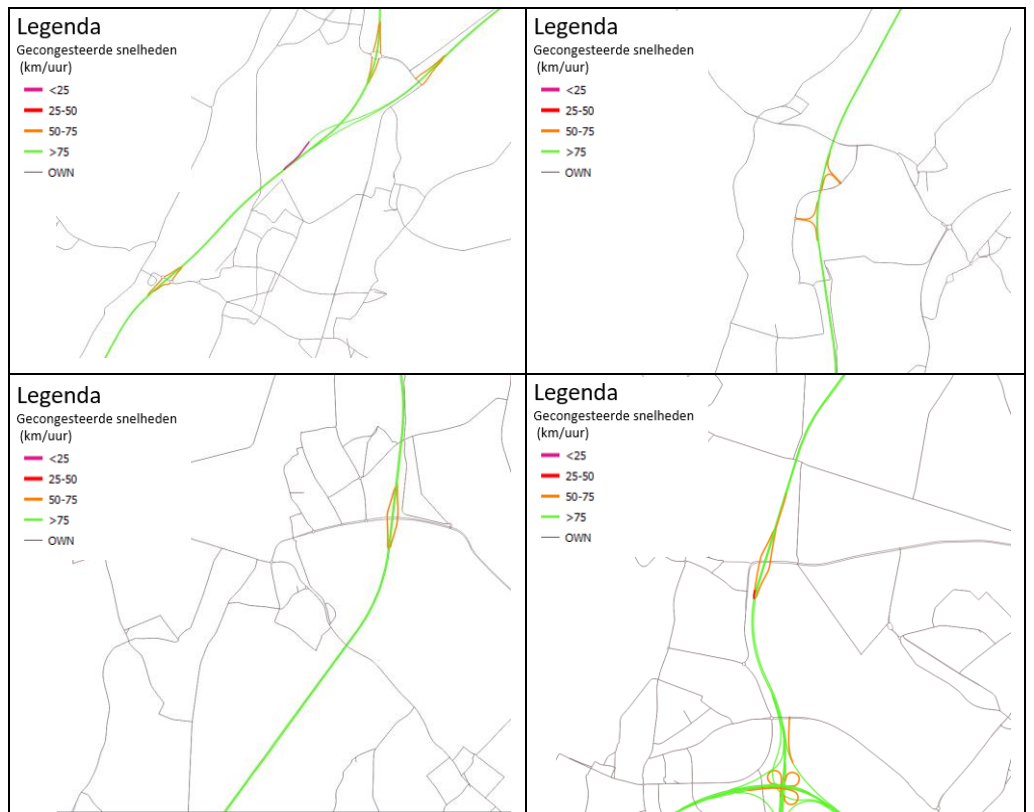 Legenda
Gecongesteerde snelheden
(km/uur)
<25
25-50
50-75
>75
OWN
Legenda
Gecongesteerde snelheden
(km/uur)
<25
25-50
50-75
>75
OWN
Legenda
Gecongesteerde snelheden
(km/uur)
<25
25-50
50-75
>75
OWN
Legenda
Gecongesteerde snelheden
(km/uur)
<25
25-50
50-75
>75
OWN